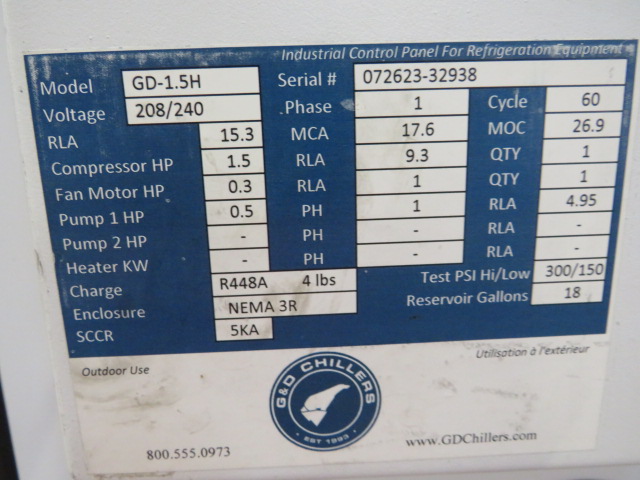 Industrial Control Panel For Refrigeration Equipment
Model GD-1.5H Serial # 072623-32938
Voltage 208/240 Phase 1 Cycle 60
RLA 15.3 MCA 17.6 MOC 26.9
Compressor HP 1.5 RLA 9.3 QTY 1
Fan Motor HP 0.3 RLA 1 QTY 1
Pump 1 HP 0.5 PH 1 RLA 4.95
Pump 2 HP - PH - RLA -
Heater KW - PH - RLA -
Charge R448A 4 lbs Test PSI Hi/Low 300/150
Enclosure NEMA 3R Reservoir Gallons 18
SCCR 5KA
Outdoor Use Utilisation à l'extérieur
G&D CHILLERS
EST 1993
800.555.0973 www.GDChillers.com